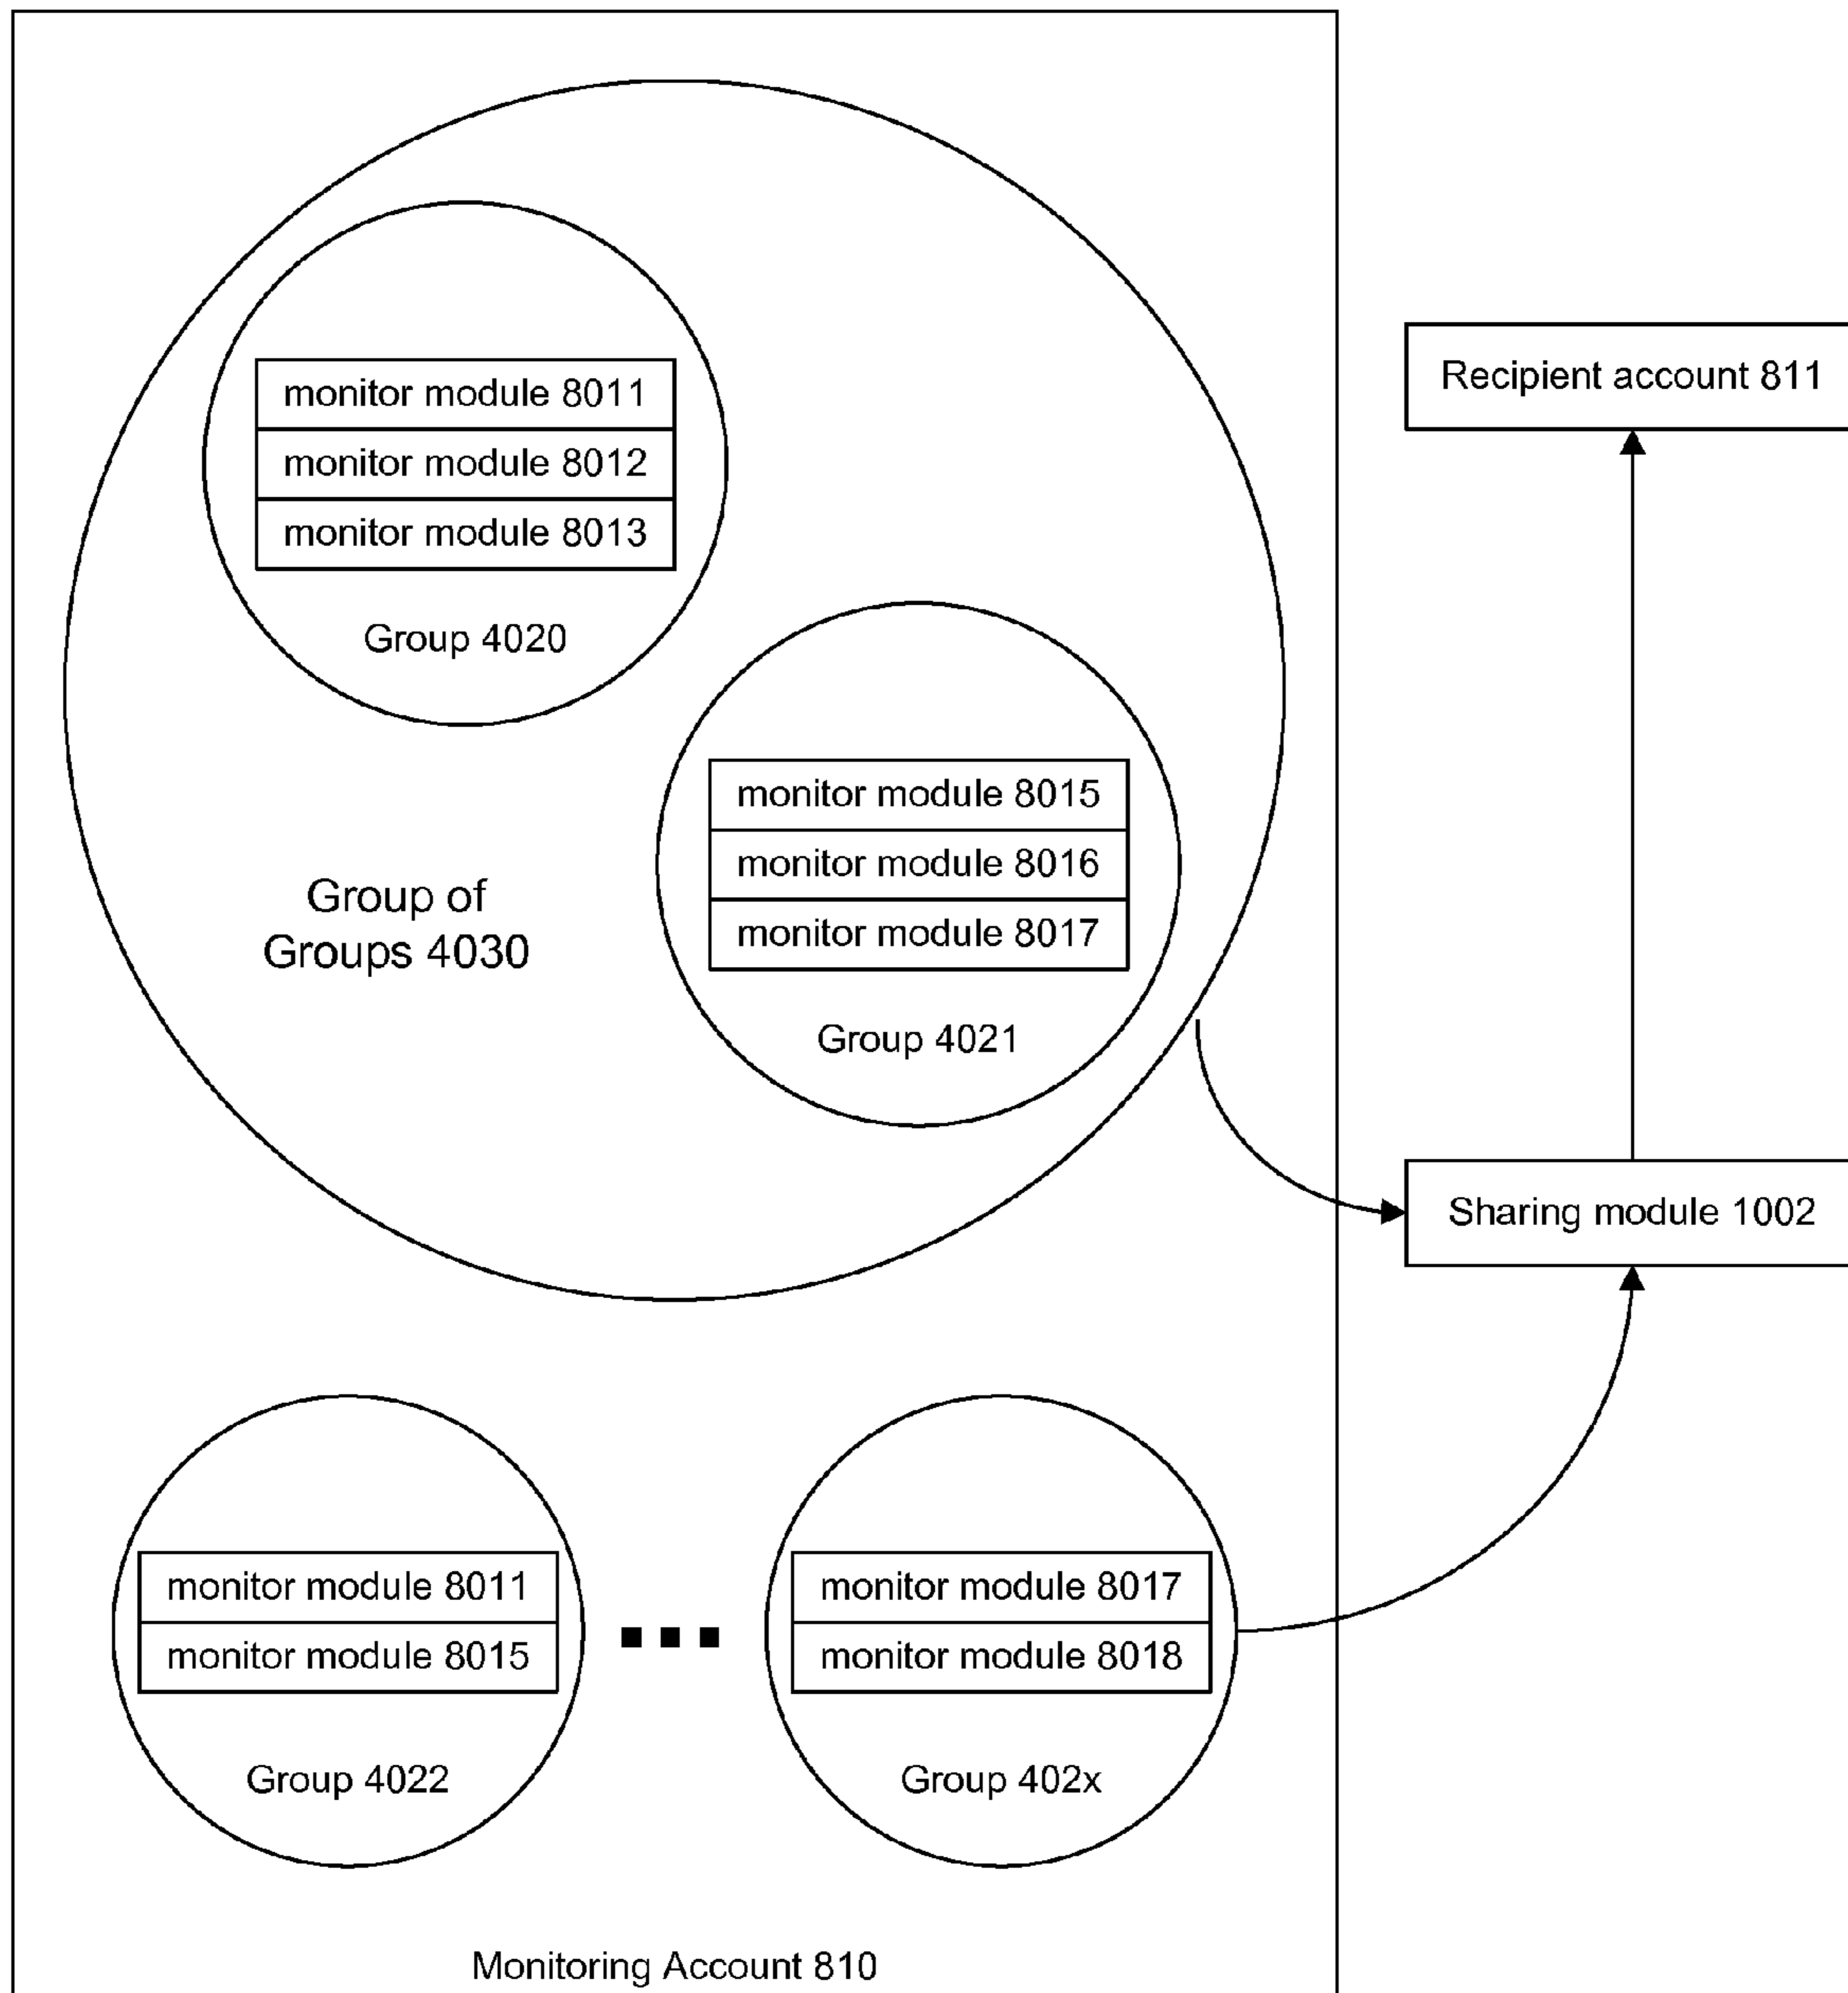 monitor module 8011
monitor module 8012
monitor module 8013
Group 4020
Recipient account 811
monitor module 8015
monitor module 8016
monitor module 8017
Group 4021
Group of
Groups 4030
Sharing module 1002
monitor module 8011
monitor module 8015
Group 4022
monitor module 8017
monitor module 8018
Group 402x
Monitoring Account 810